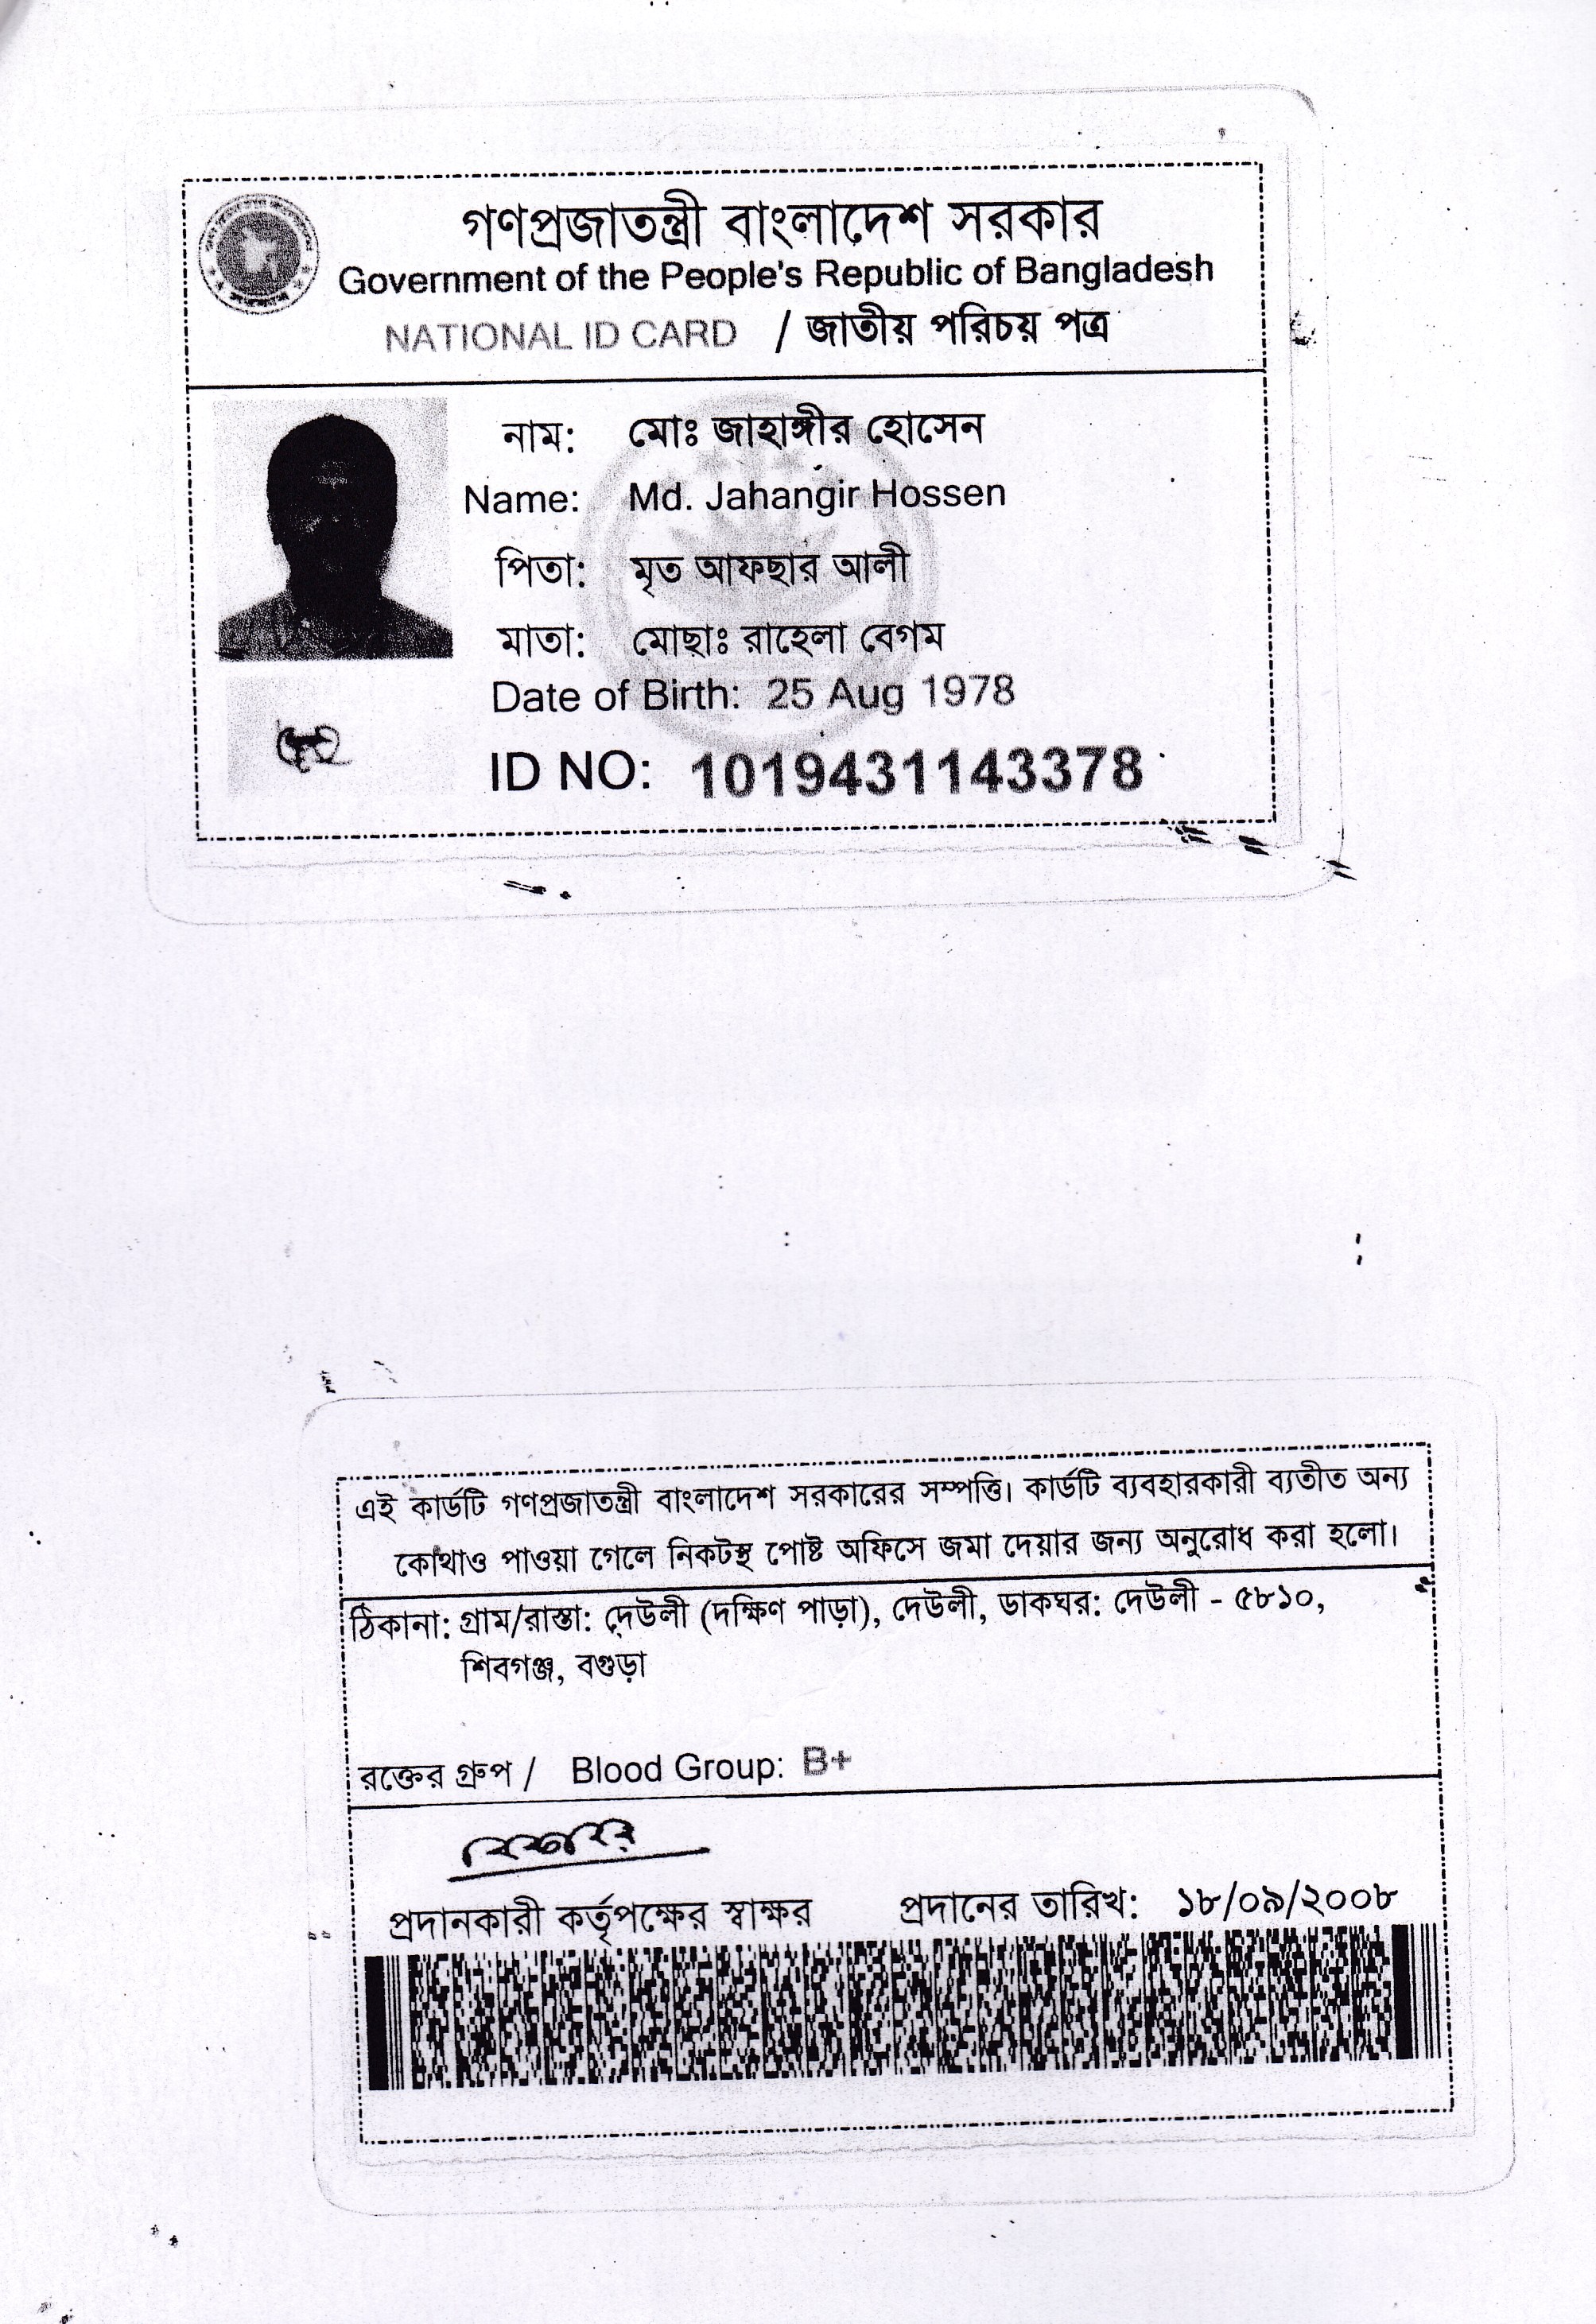 গণপ্রজাতন্ত্রী বাংলাদেশ সরকার
Government of the People's Republic of Bangladesh
NATIONAL ID CARD / জাতীয় পরিচয় পত্র
নাম: মোঃ জাহাঙ্গীর হোসেন
Name: Md. Jahangir Hossen
পিতা: মৃত আফছার আলী
মাতা: মোছাঃ রাহেলা বেগম
Date of Birth: 25 Aug 1978
ID NO: 1019431143378
এই কার্ডটি গণপ্রজাতন্ত্রী বাংলাদেশ সরকারের সম্পত্তি। কার্ডটি ব্যবহারকারী ব্যতীত অন্য
কোথাও পাওয়া গেলে নিকটস্থ পোষ্ট অফিসে জমা দেয়ার জন্য অনুরোধ করা হলো।
ঠিকানা: গ্রাম/রাস্তা: দেউলী (দক্ষিণ পাড়া), দেউলী, ডাকঘর: দেউলী - ৫৮১০,
শিবগঞ্জ, বগুড়া
রক্তের গ্রুপ / Blood Group: B+
প্রদানকারী কর্তৃপক্ষের স্বাক্ষর প্রদানের তারিখ: ১৮/০৯/২০০৮